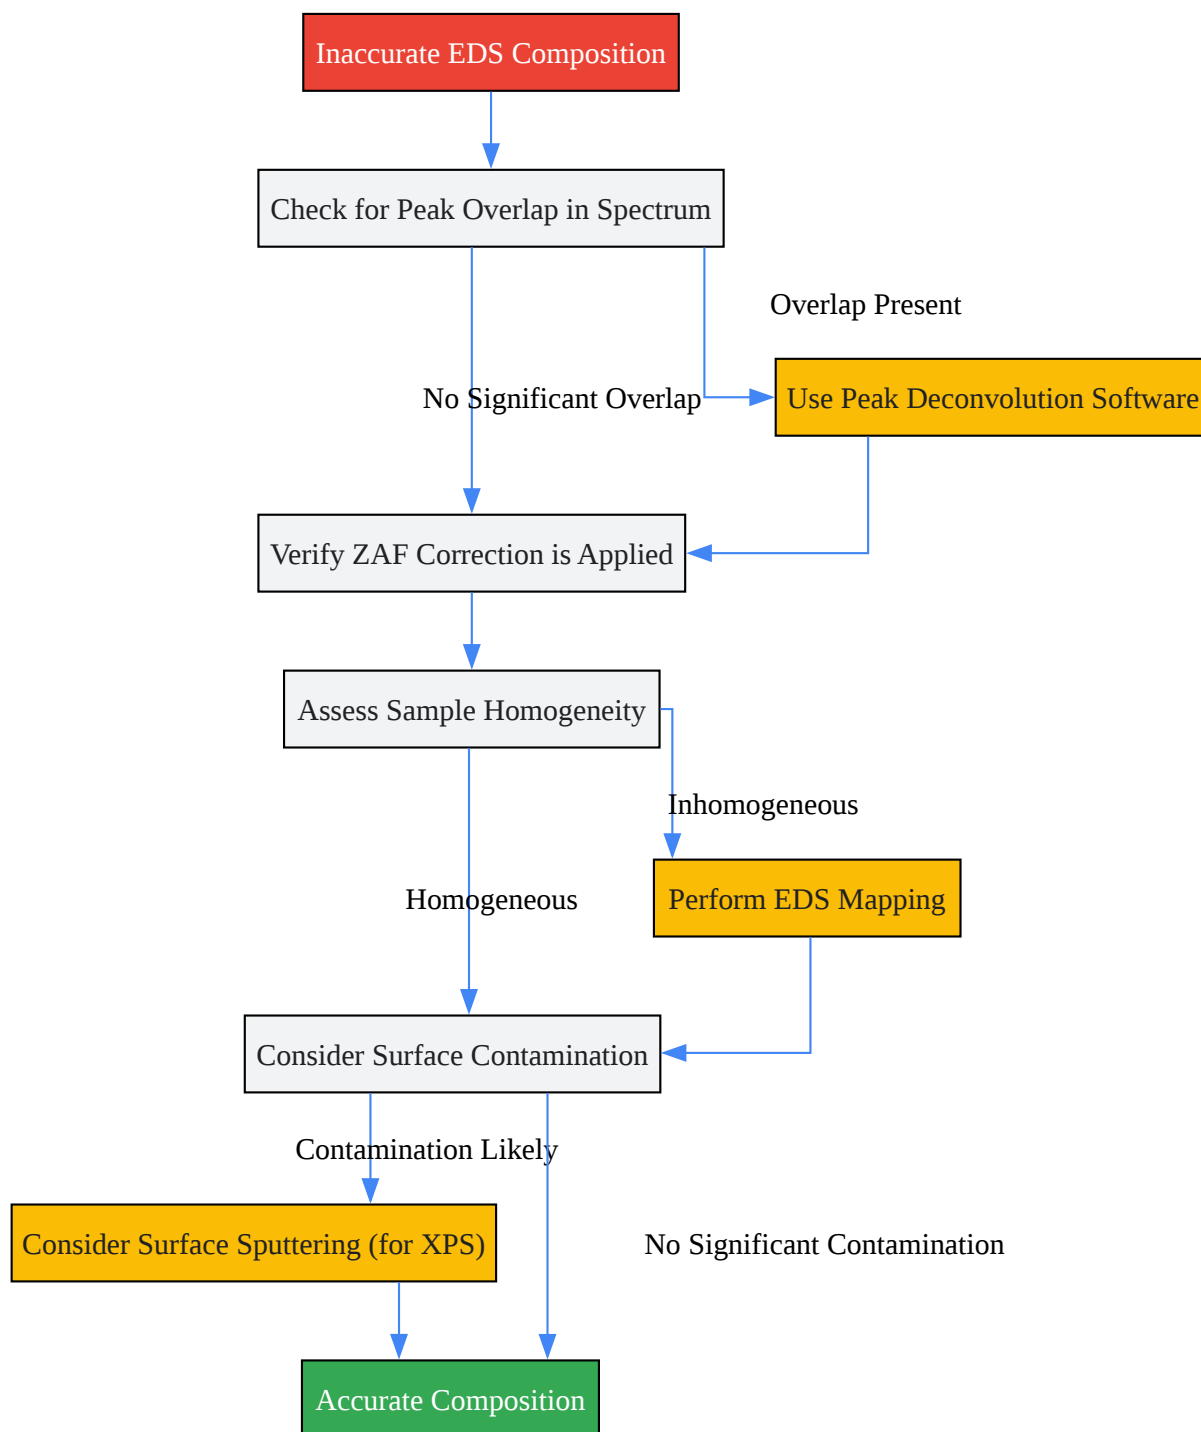 Inaccurate EDS Composition
Check for Peak Overlap in Spectrum
Overlap Present
No Significant Overlap
Use Peak Deconvolution Software
Verify ZAF Correction is Applied
Assess Sample Homogeneity
Inhomogeneous
Homogeneous
Perform EDS Mapping
Consider Surface Contamination
Contamination Likely
Consider Surface Sputtering (for XPS)
No Significant Contamination
Accurate Composition